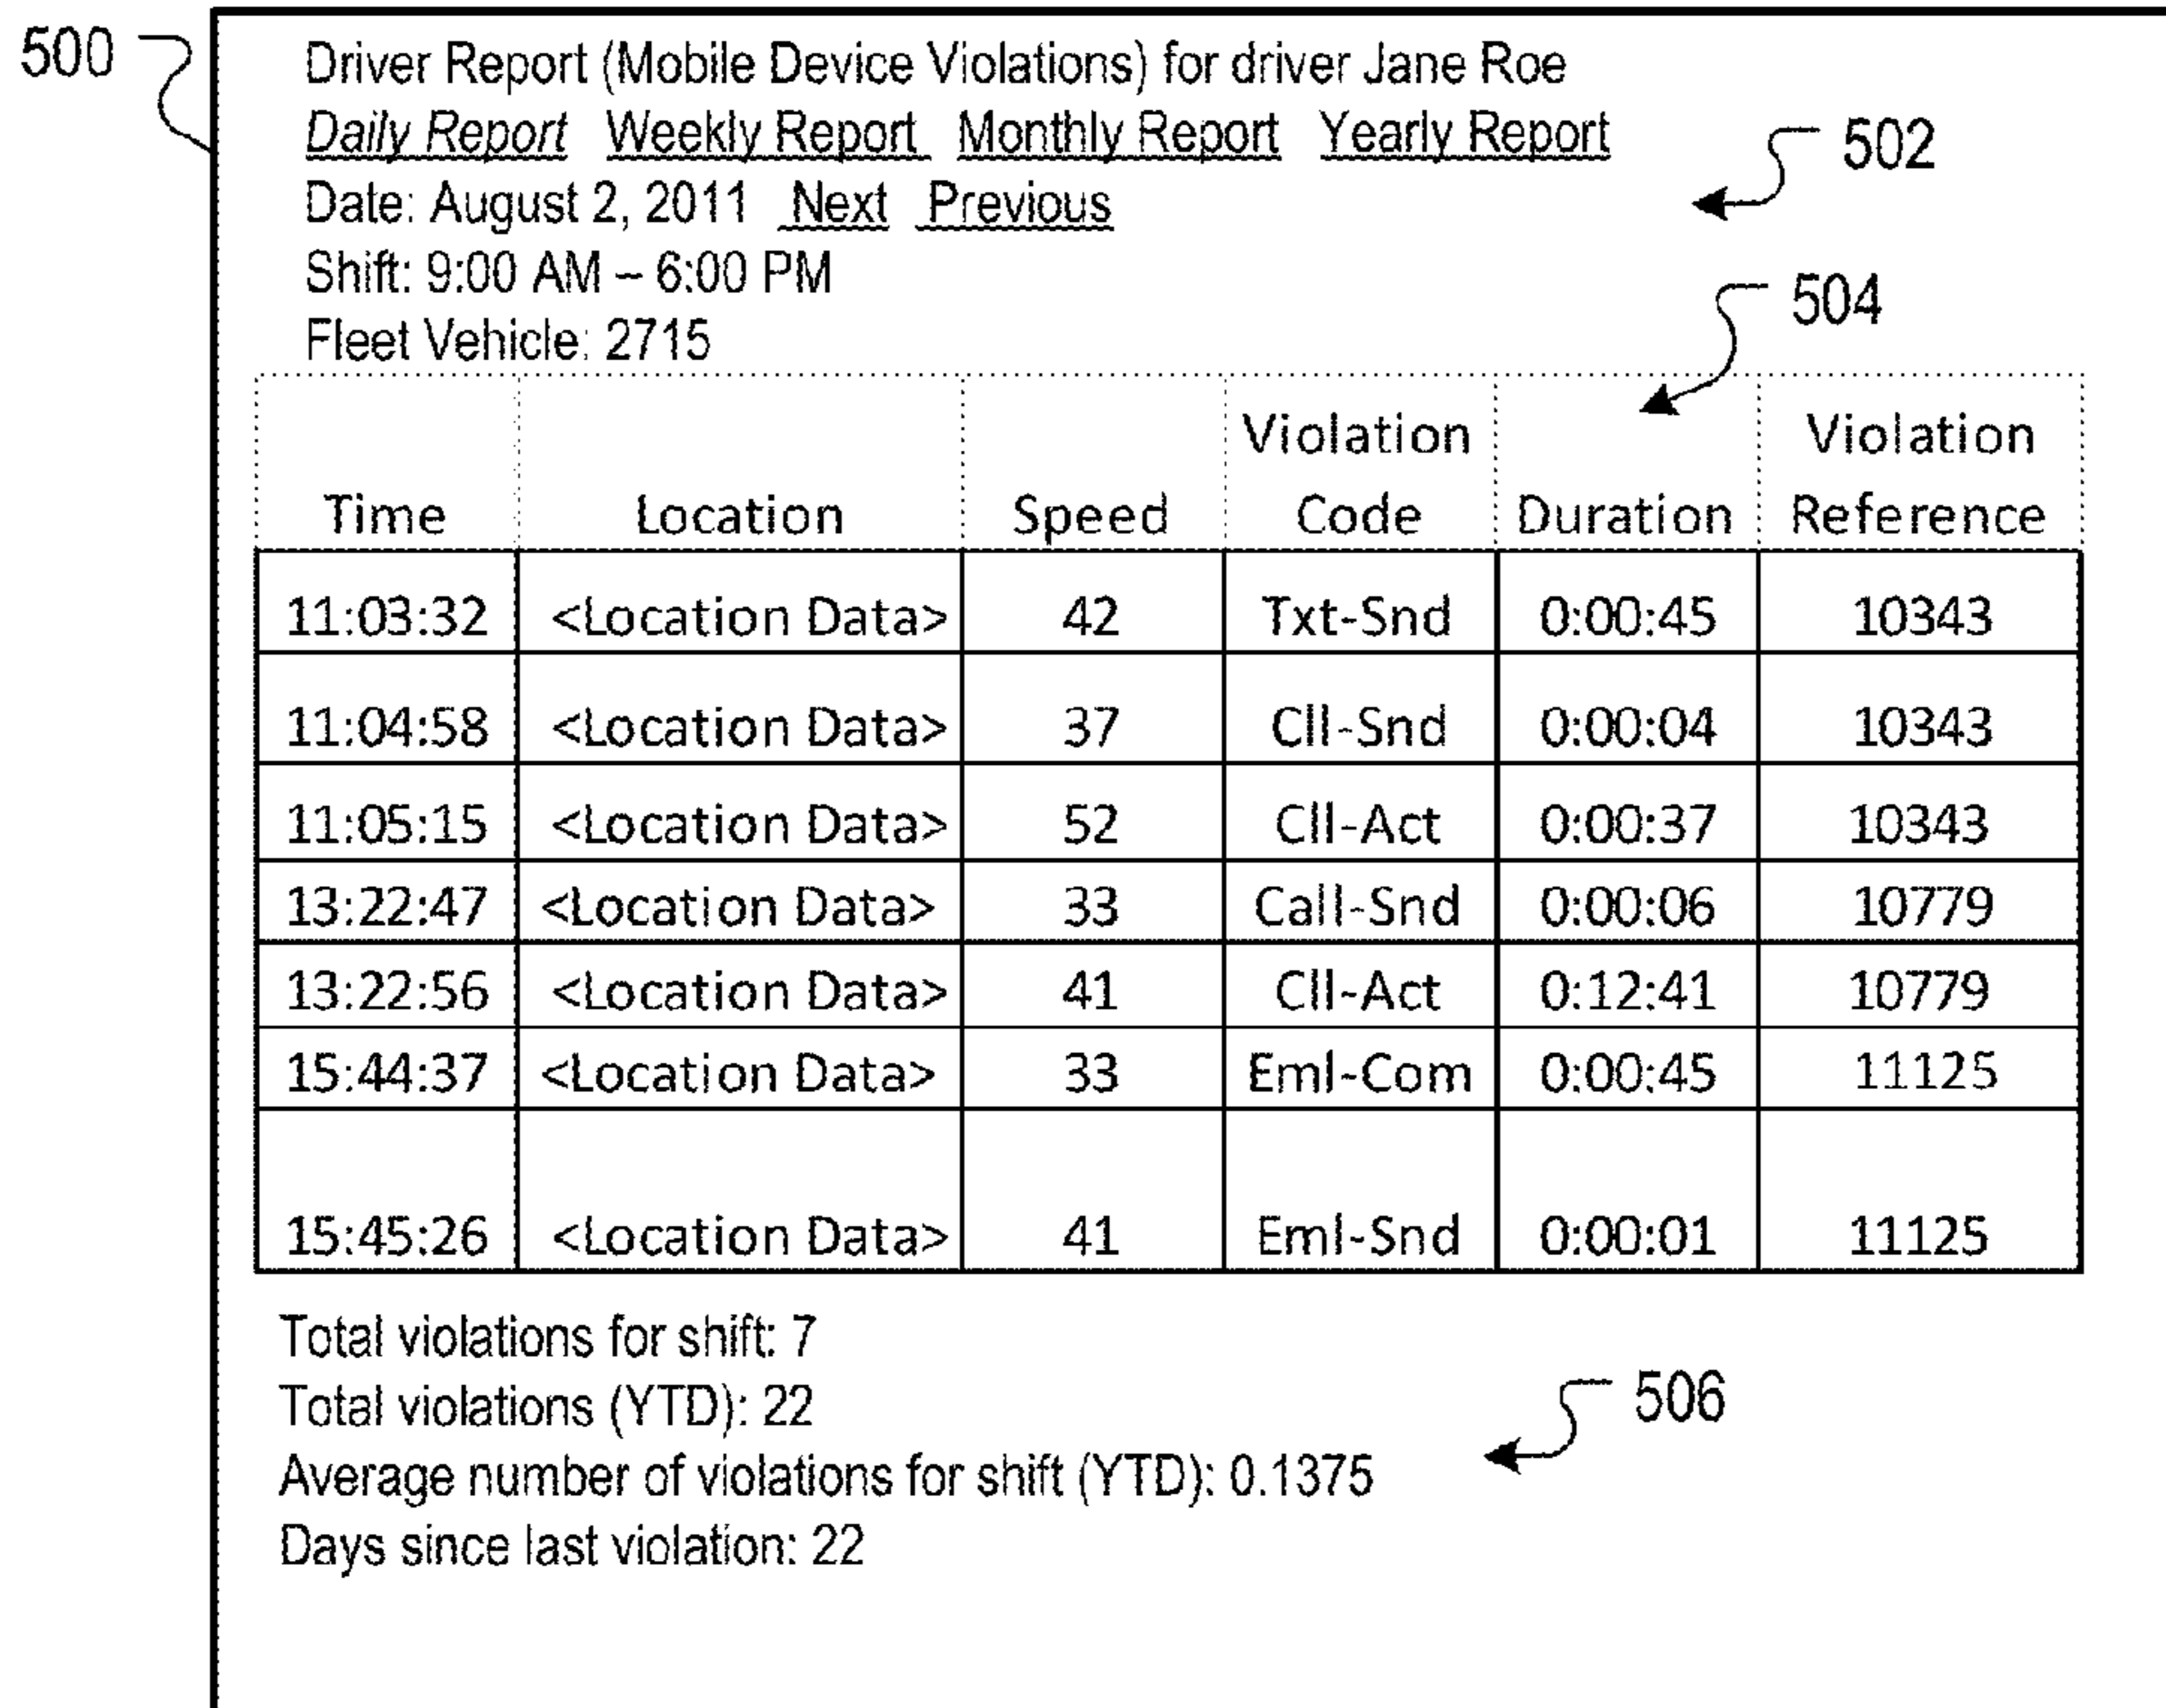 500
Driver Report (Mobile Device Violations) for driver Jane Roe
Daily Report Weekly Report Monthly Report Yearly Report
502
Date: August 2, 2011 Next Previous
Shift: 9:00 AM – 6:00 PM
504
Fleet Vehicle: 2715
Time Location Speed Violation Code Duration Violation Reference
11:03:32 <Location Data> 42 Txt-Snd 0:00:45 10343
11:04:58 <Location Data> 37 Cll-Snd 0:00:04 10343
11:05:15 <Location Data> 52 Cll-Act 0:00:37 10343
13:22:47 <Location Data> 33 Call-Snd 0:00:06 10779
13:22:56 <Location Data> 41 Cll-Act 0:12:41 10779
15:44:37 <Location Data> 33 Eml-Com 0:00:45 11125
15:45:26 <Location Data> 41 Eml-Snd 0:00:01 11125
Total violations for shift: 7
Total violations (YTD): 22
506
Average number of violations for shift (YTD): 0.1375
Days since last violation: 22